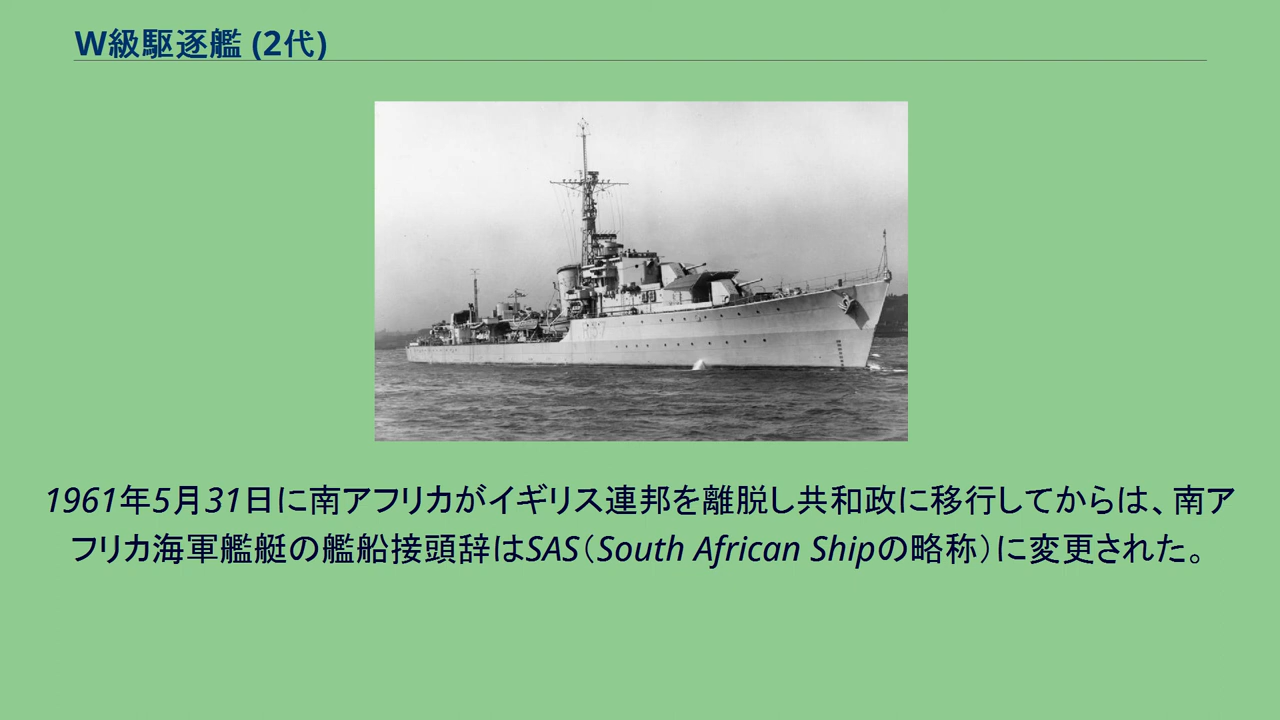 W級駆逐艦 (2代)
1961年5月31日に南アフリカがイギリス連邦を離脱し共和政に移行してからは、南ア
フリカ海軍艦艇の艦船接頭辞はSAS（South African Shipの略称）に変更された。